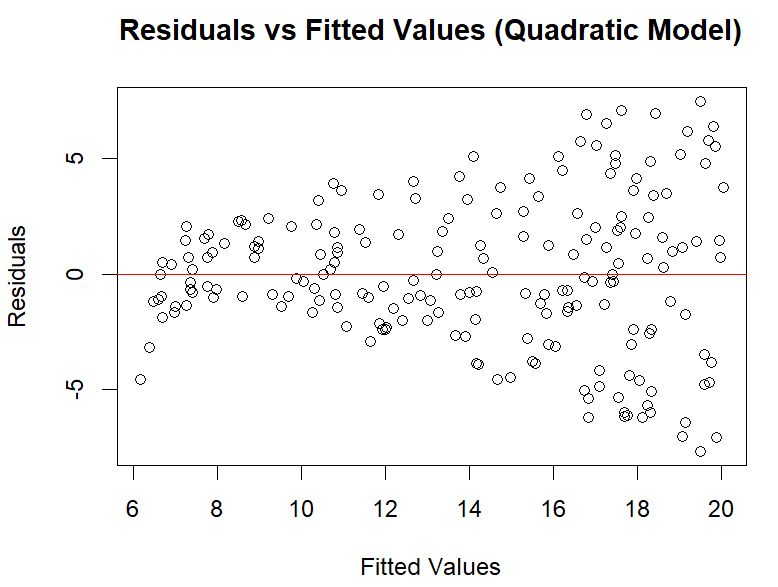 Residuals vs Fitted Values (Quadratic Model)
5
0
-5
Residuals
6 8 10 12 14 16 18 20
Fitted Values